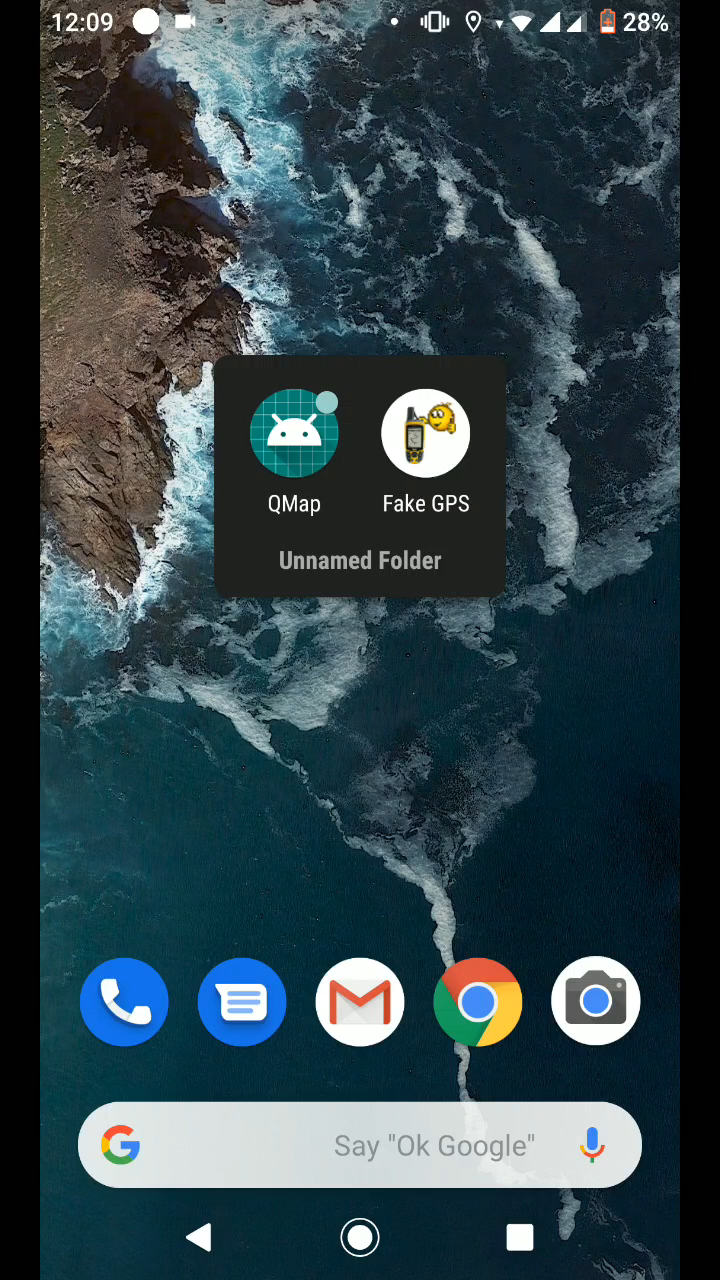 12:09 28%
QMap Fake GPS
Unnamed Folder
Say "Ok Google"